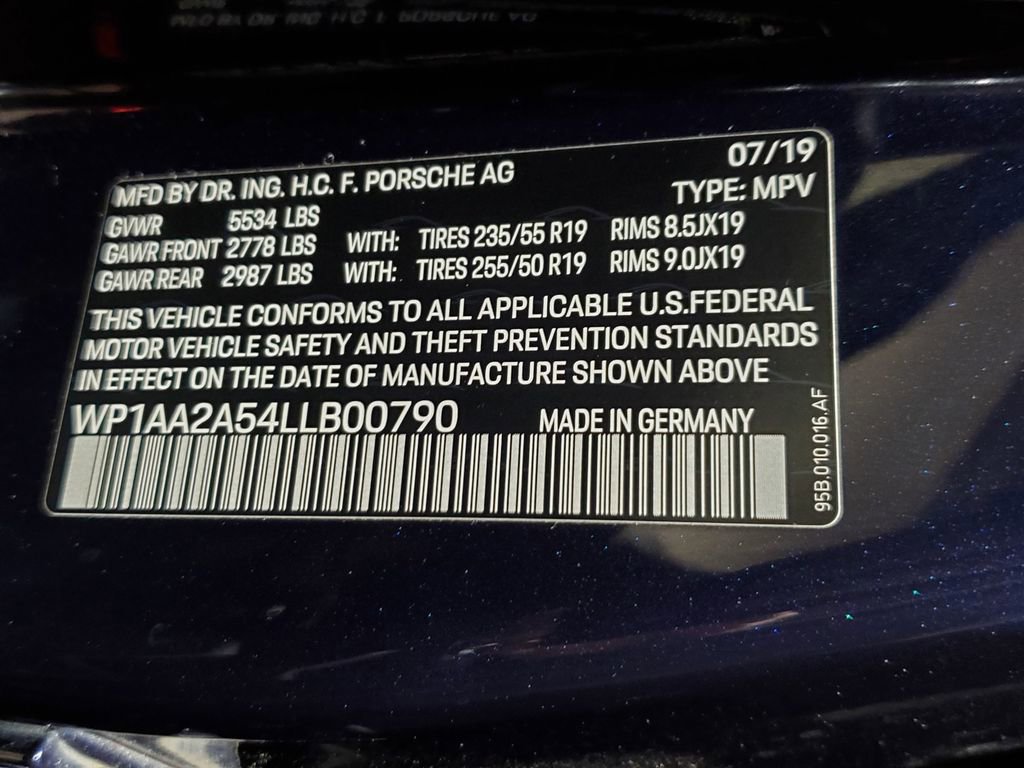 07/19
MFD BY DR. ING. H.C. F. PORSCHE AG
TYPE: MPV
GVWR 5534 LBS
GAWR FRONT 2778 LBS WITH: TIRES 235/55 R19 RIMS 8.5JX19
GAWR REAR 2987 LBS WITH: TIRES 255/50 R19 RIMS 9.0JX19
THIS VEHICLE CONFORMS TO ALL APPLICABLE U.S.FEDERAL
MOTOR VEHICLE SAFETY AND THEFT PREVENTION STANDARDS
IN EFFECT ON THE DATE OF MANUFACTURE SHOWN ABOVE
WP1AA2A54LLB00790 MADE IN GERMANY
95B.010.016.AF